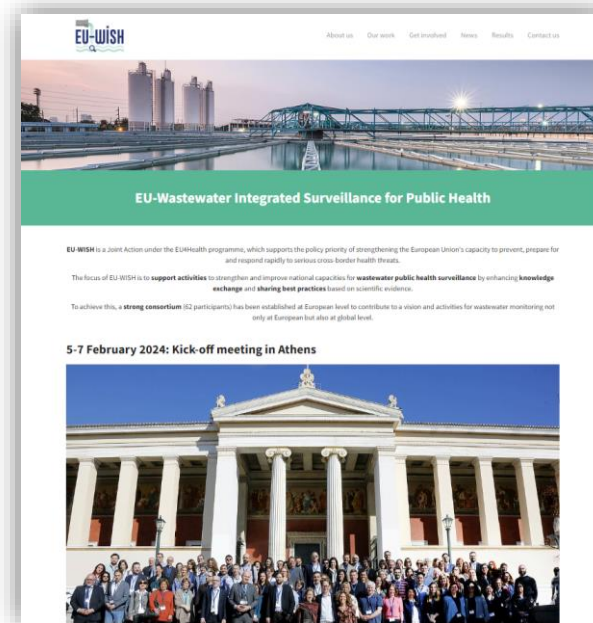 EU-WISH
About us Our work Get involved News Results Contact us
EU-Wastewater Integrated Surveillance for Public Health
EU-WISH is a Joint Action under the EU4Health programme, which supports the policy priority of strengthening the European Union's capacity to prevent, prepare for
and respond rapidly to serious cross-border health threats.
The focus of EU-WISH is to support activities to strengthen and improve national capacities for wastewater public health surveillance by enhancing knowledge
exchange and sharing best practices based on scientific evidence.
To achieve this, a strong consortium (62 participants) has been established at European level to contribute to a vision and activities for wastewater monitoring not
only at European but also at global level.
5-7 February 2024: Kick-off meeting in Athens